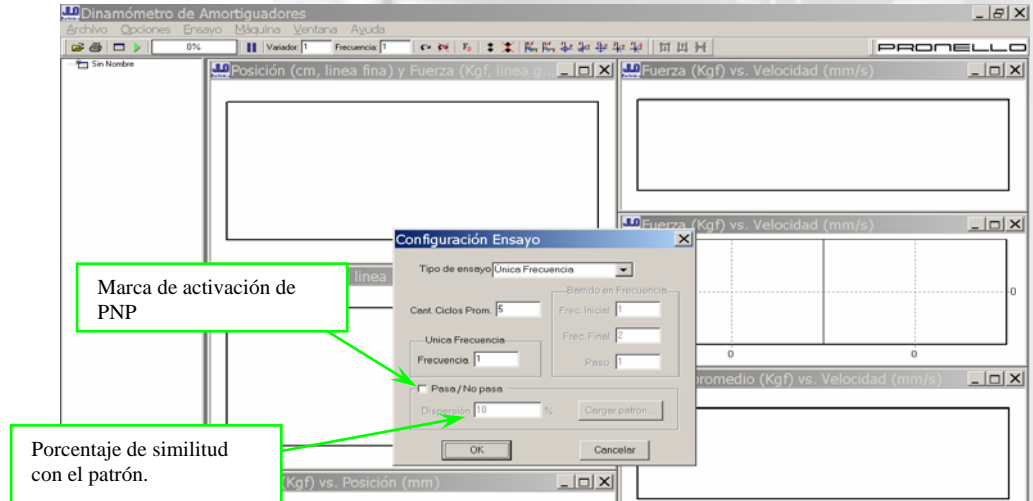 Dinamómetro de Amortiguadores
Archivo Opciones Ensayo Máquina Ventana Ayuda
0% Variador: 1 Frecuencia: 1
PRONELLO
Sin Nombre
Posición (cm, linea fina) y Fuerza (Kgf, linea g...
Fuerza (Kgf) vs. Velocidad (mm/s)
Fuerza (Kgf) vs. Velocidad (mm/s)
0
0 0
linea
Configuración Ensayo
Tipo de ensayo Unica Frecuencia
Cant. Ciclos Prom. 5
Barrido en Frecuencia
Frec. Inicial 1
Frec. Final 2
Paso 1
Unica Frecuencia
Frecuencia 1
Pasa / No pasa
Dispersión 10 % Cargar patron...
OK Cancelar
Marca de activación de
PNP
Porcentaje de similitud
con el patrón.
promedio (Kgf) vs. Velocidad (mm/s)
(Kgf) vs. Posición (mm)